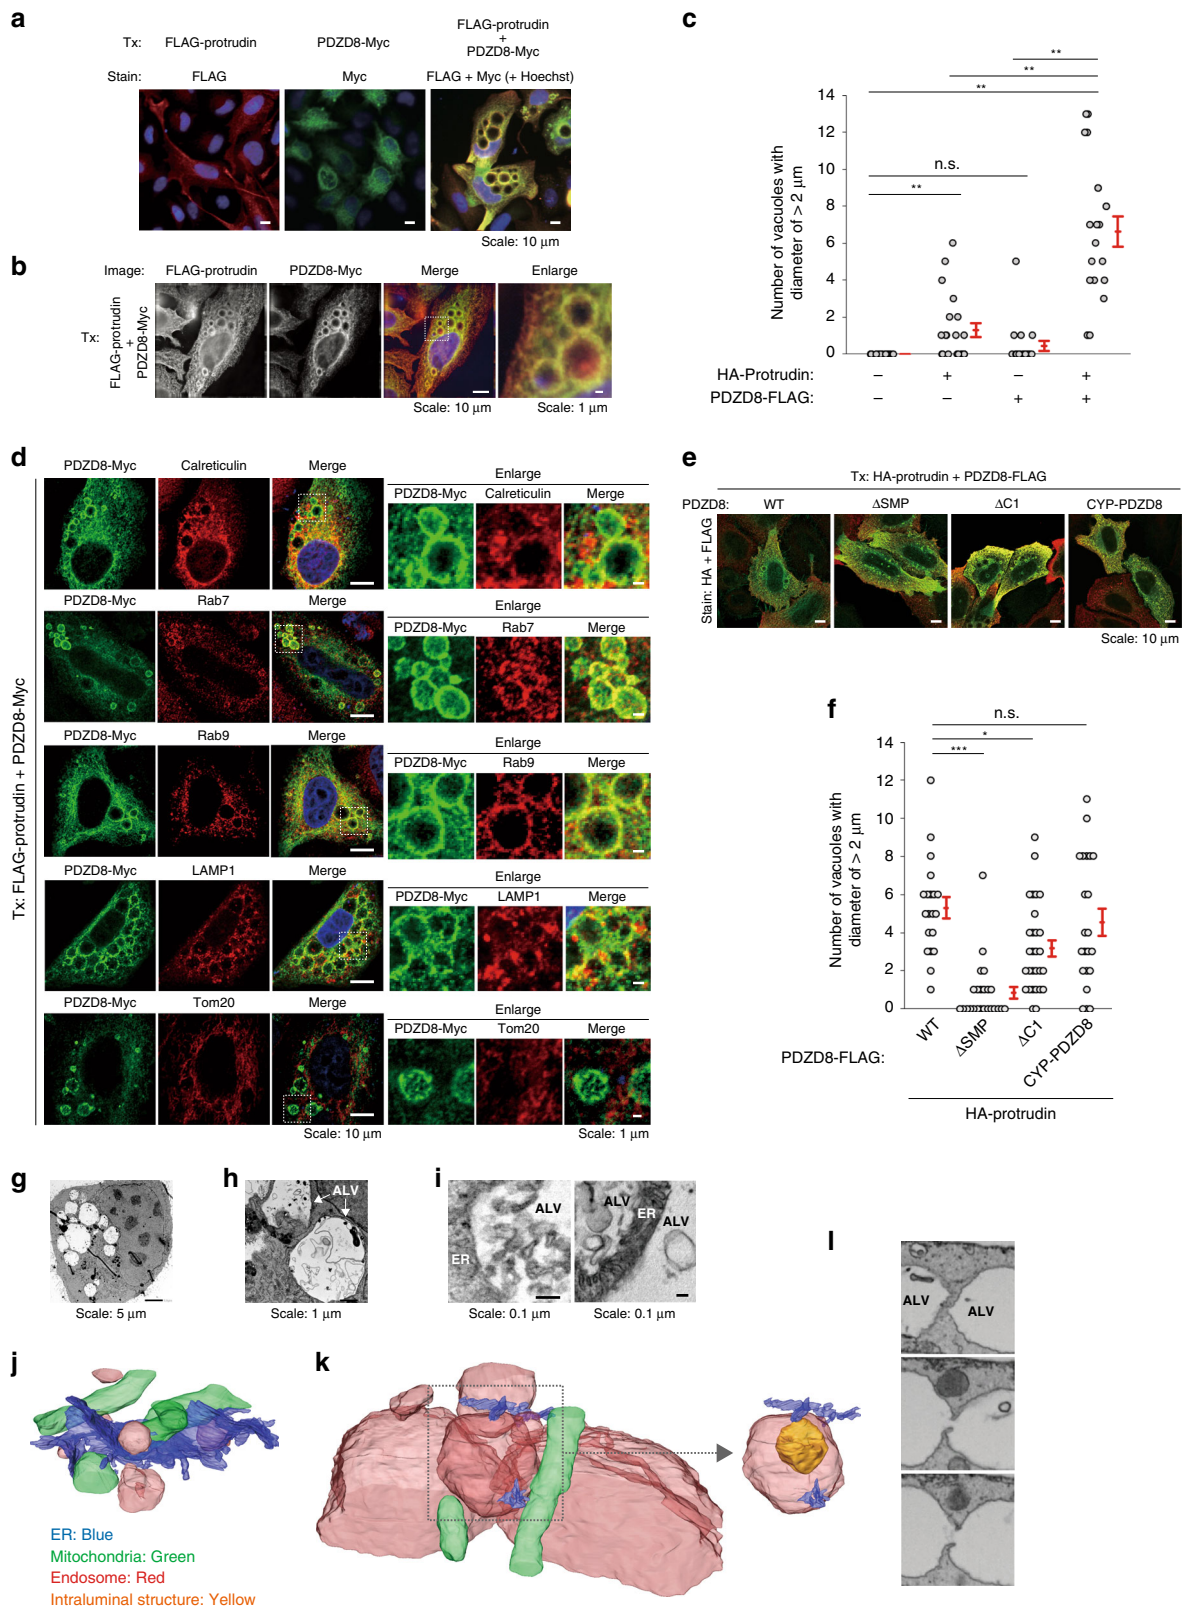 a
Tx: FLAG-protrudin PDZD8-Myc FLAG-protrudin + PDZD8-Myc
Stain: FLAG Myc FLAG + Myc (+ Hoechst)
Scale: 10 μm
b
Image: FLAG-protrudin PDZD8-Myc Merge Enlarge
Tx: FLAG-protrudin + PDZD8-Myc
Scale: 10 μm Scale: 1 μm
c
**
**
**
n.s.
**
Number of vacuoles with diameter of > 2 μm
14
12
10
8
6
4
2
0
HA-Protrudin: − + − +
PDZD8-FLAG: − − + +
d
Tx: FLAG-protrudin + PDZD8-Myc
PDZD8-Myc Calreticulin Merge
Enlarge
PDZD8-Myc Calreticulin Merge
PDZD8-Myc Rab7 Merge
Enlarge
PDZD8-Myc Rab7 Merge
PDZD8-Myc Rab9 Merge
Enlarge
PDZD8-Myc Rab9 Merge
PDZD8-Myc LAMP1 Merge
Enlarge
PDZD8-Myc LAMP1 Merge
PDZD8-Myc Tom20 Merge
Enlarge
PDZD8-Myc Tom20 Merge
Scale: 10 μm Scale: 1 μm
e
Tx: HA-protrudin + PDZD8-FLAG
PDZD8: WT ΔSMP ΔC1 CYP-PDZD8
Stain: HA + FLAG
Scale: 10 μm
f
n.s.
*
***
Number of vacuoles with diameter of > 2 μm
14
12
10
8
6
4
2
0
PDZD8-FLAG: WT ΔSMP ΔC1 CYP-PDZD8
HA-protrudin
g
Scale: 5 μm
h
ALV
Scale: 1 μm
i
ALV
ER
Scale: 0.1 μm
ER
ALV
ALV
Scale: 0.1 μm
j
ER: Blue
Mitochondria: Green
Endosome: Red
Intraluminal structure: Yellow
k
l
ALV ALV